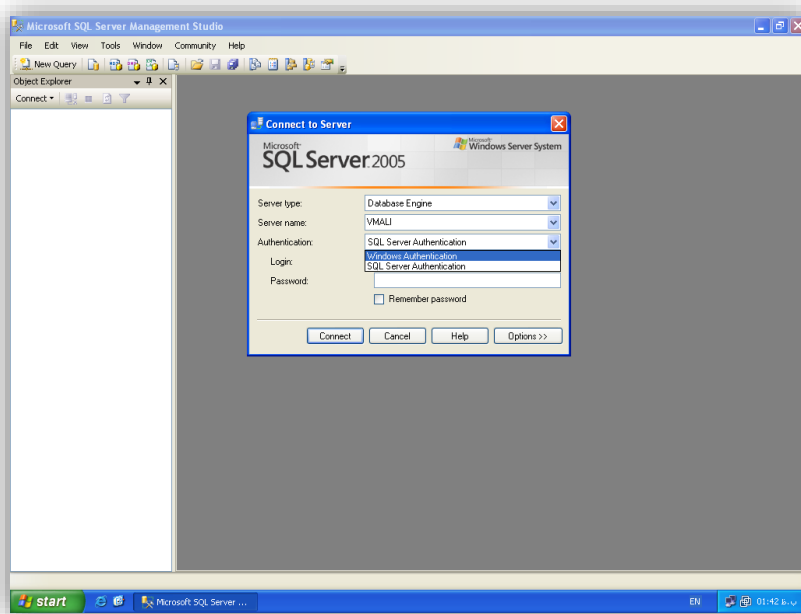 Microsoft SQL Server Management Studio
File Edit View Tools Window Community Help
New Query
Object Explorer
Connect
Connect to Server
Microsoft
SQL Server 2005
Microsoft
Windows Server System
Server type: Database Engine
Server name: VMALI
Authentication: SQL Server Authentication
Windows Authentication
Login:
SQL Server Authentication
Password:
Remember password
Connect Cancel Help Options >>
start Microsoft SQL Server ... EN 01:42 ب.ظ